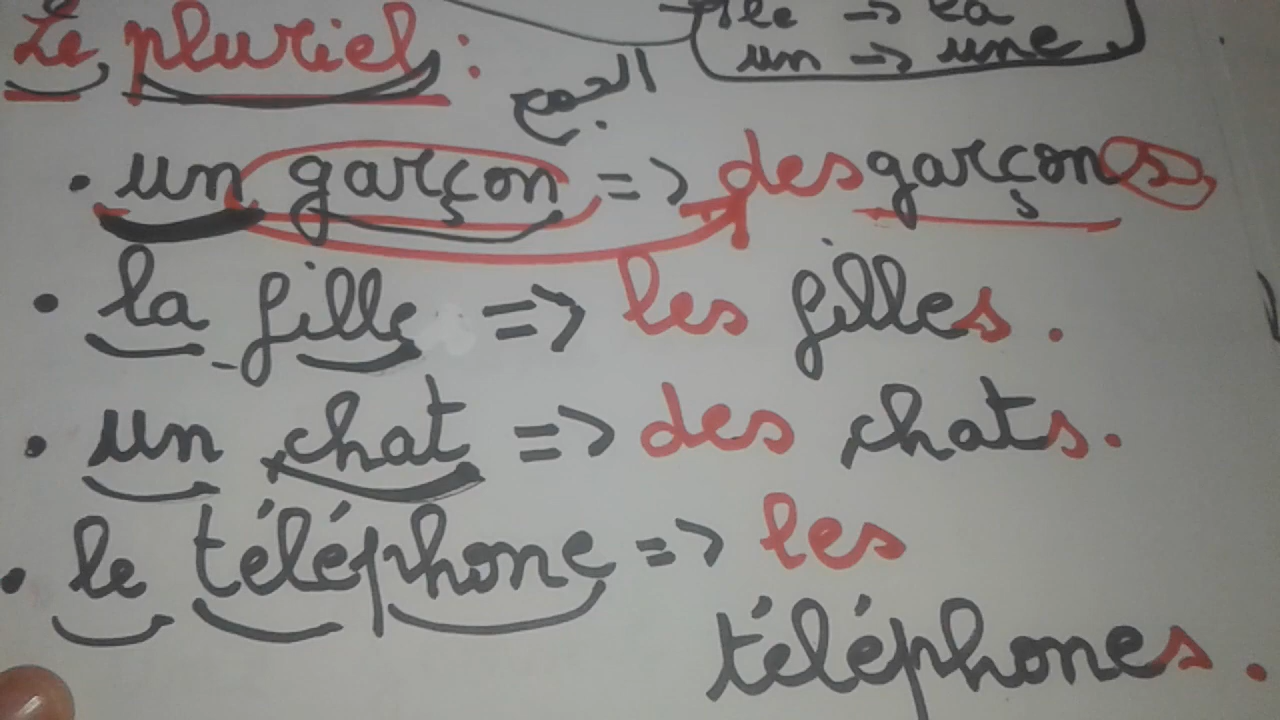 le -> la
un -> une
Le pluriel :
الجمع
• un garçon => des garçons
• la fille => les filles.
• un chat => des chats.
• le téléphone => les
téléphones.